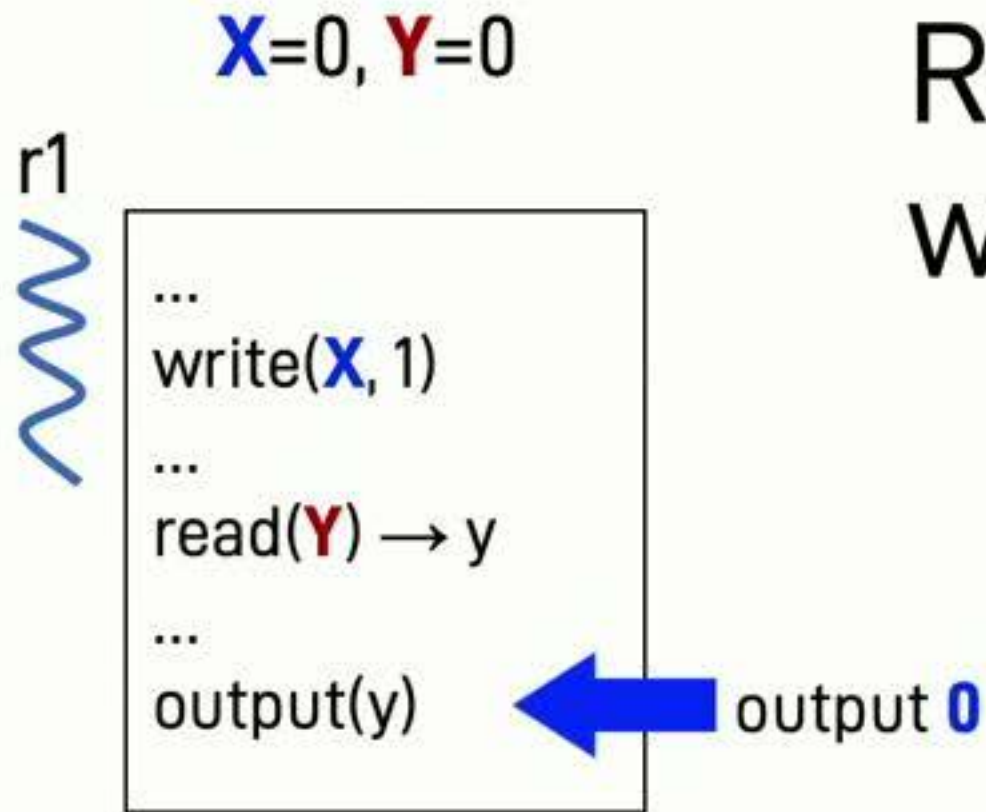 X=0, Y=0
r1
...
write(X, 1)
...
read(Y) → y
...
output(y)
output 0